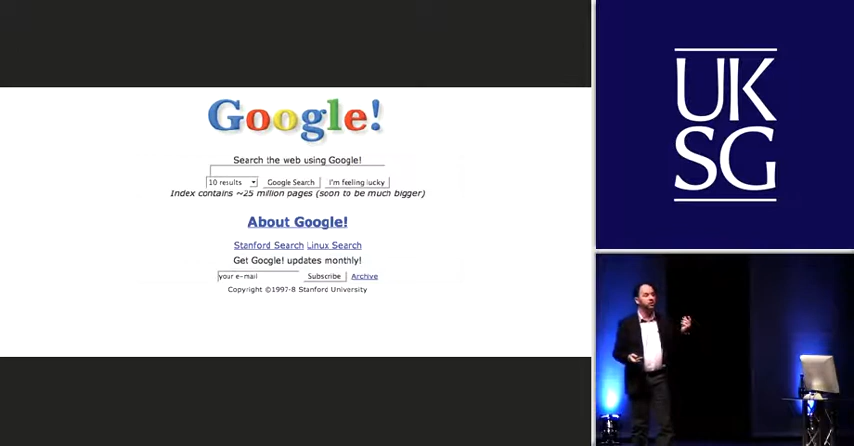 Google!
Search the web using Google!
10 results Google Search I'm feeling lucky
Index contains ~25 million pages (soon to be much bigger)
About Google!
Stanford Search Linux Search
Get Google! updates monthly!
your e-mail Subscribe Archive
Copyright ©1997-8 Stanford University
UK
SG